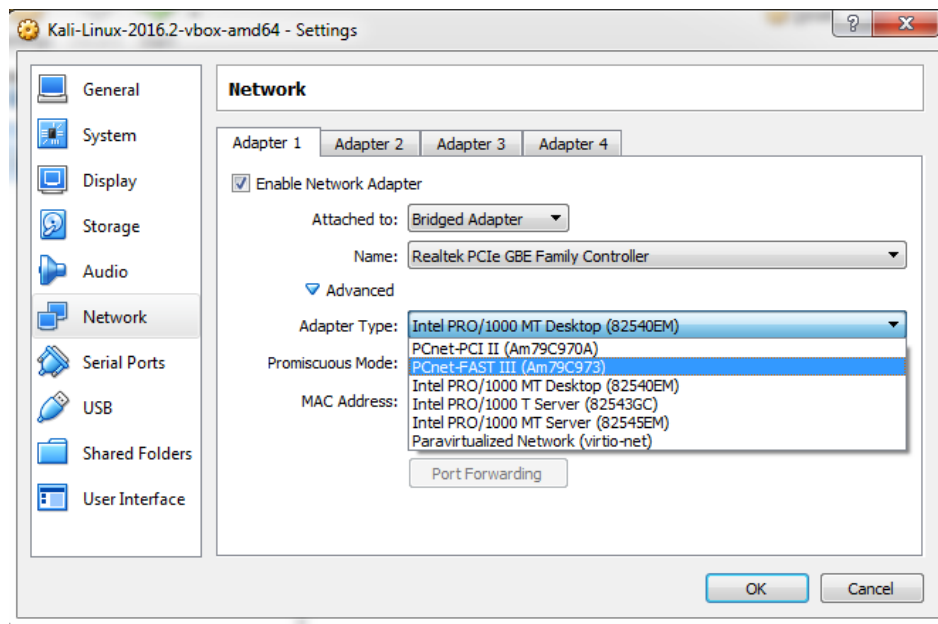 Kali-Linux-2016.2-vbox-amd64 - Settings
General
System
Display
Storage
Audio
Network
Serial Ports
USB
Shared Folders
User Interface
Network
Adapter 1 Adapter 2 Adapter 3 Adapter 4
Enable Network Adapter
Attached to: Bridged Adapter
Name: Realtek PCIe GBE Family Controller
Advanced
Adapter Type: Intel PRO/1000 MT Desktop (82540EM)
PCnet-PCI II (Am79C970A)
Promiscuous Mode: PCnet-FAST III (Am79C973)
Intel PRO/1000 MT Desktop (82540EM)
MAC Address: Intel PRO/1000 T Server (82543GC)
Intel PRO/1000 MT Server (82545EM)
Paravirtualized Network (virtio-net)
Port Forwarding
OK Cancel